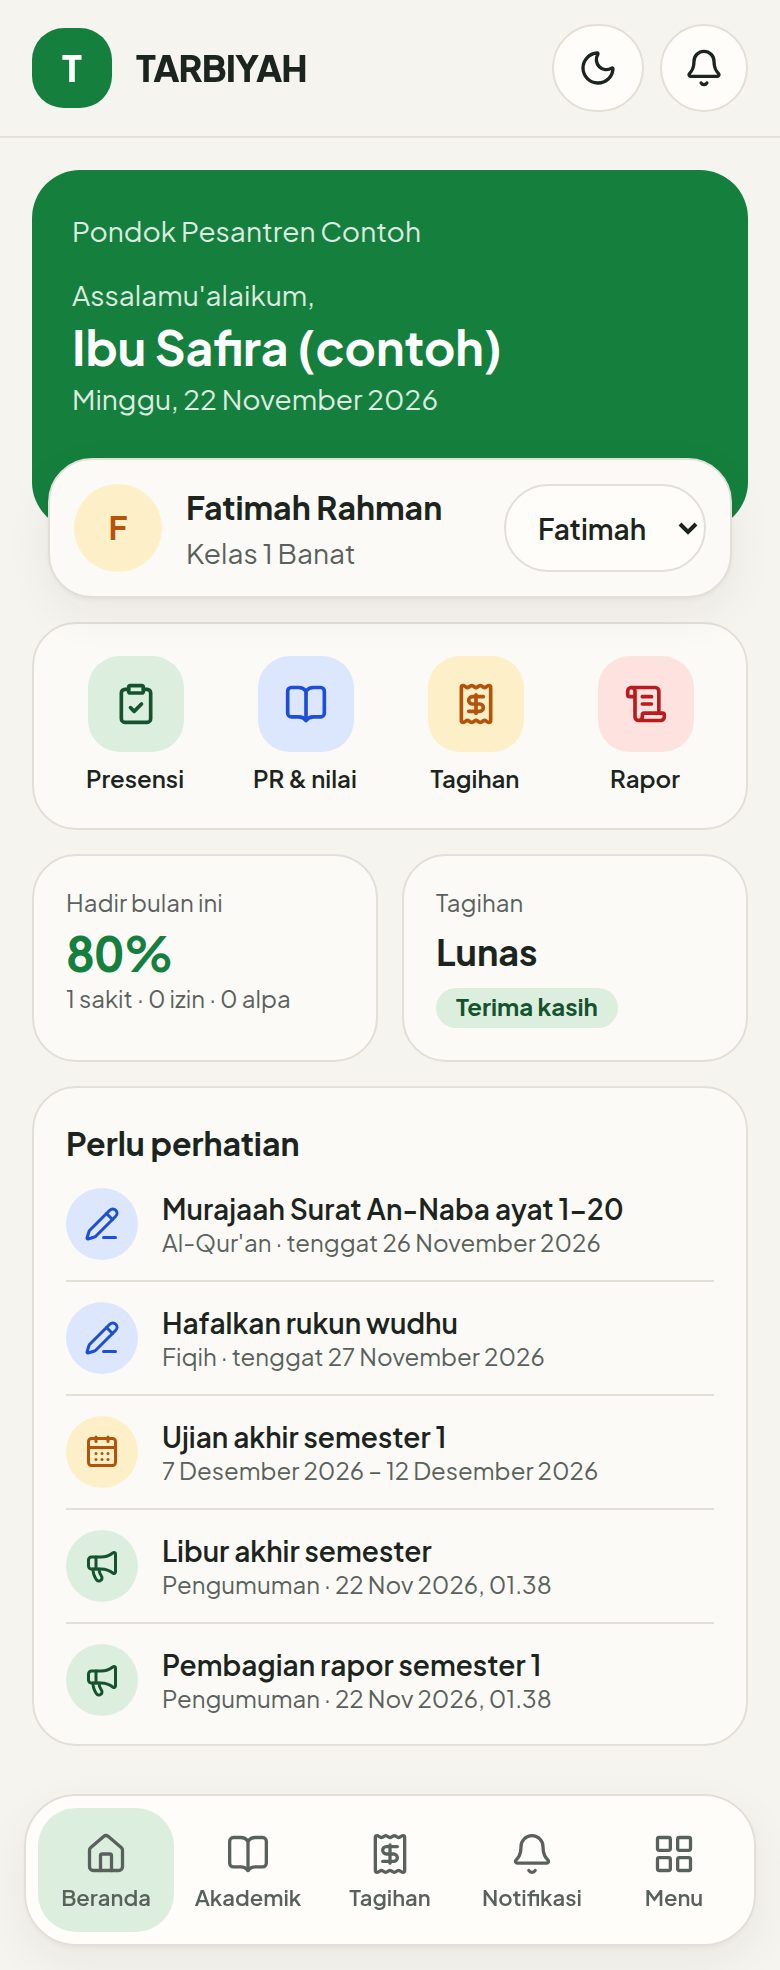 T
TARBIYAH
Pondok Pesantren Contoh
Assalamu'alaikum,
Ibu Safira (contoh)
Minggu, 22 November 2026
F
Fatimah Rahman
Kelas 1 Banat
Fatimah
Presensi
PR & nilai
Tagihan
Rapor
Hadir bulan ini
80%
1 sakit · 0 izin · 0 alpa
Tagihan
Lunas
Terima kasih
Perlu perhatian
Murajaah Surat An-Naba ayat 1–20
Al-Qur'an · tenggat 26 November 2026
Hafalkan rukun wudhu
Fiqih · tenggat 27 November 2026
Ujian akhir semester 1
7 Desember 2026 – 12 Desember 2026
Libur akhir semester
Pengumuman · 22 Nov 2026, 01.38
Pembagian rapor semester 1
Pengumuman · 22 Nov 2026, 01.38
Beranda
Akademik
Tagihan
Notifikasi
Menu